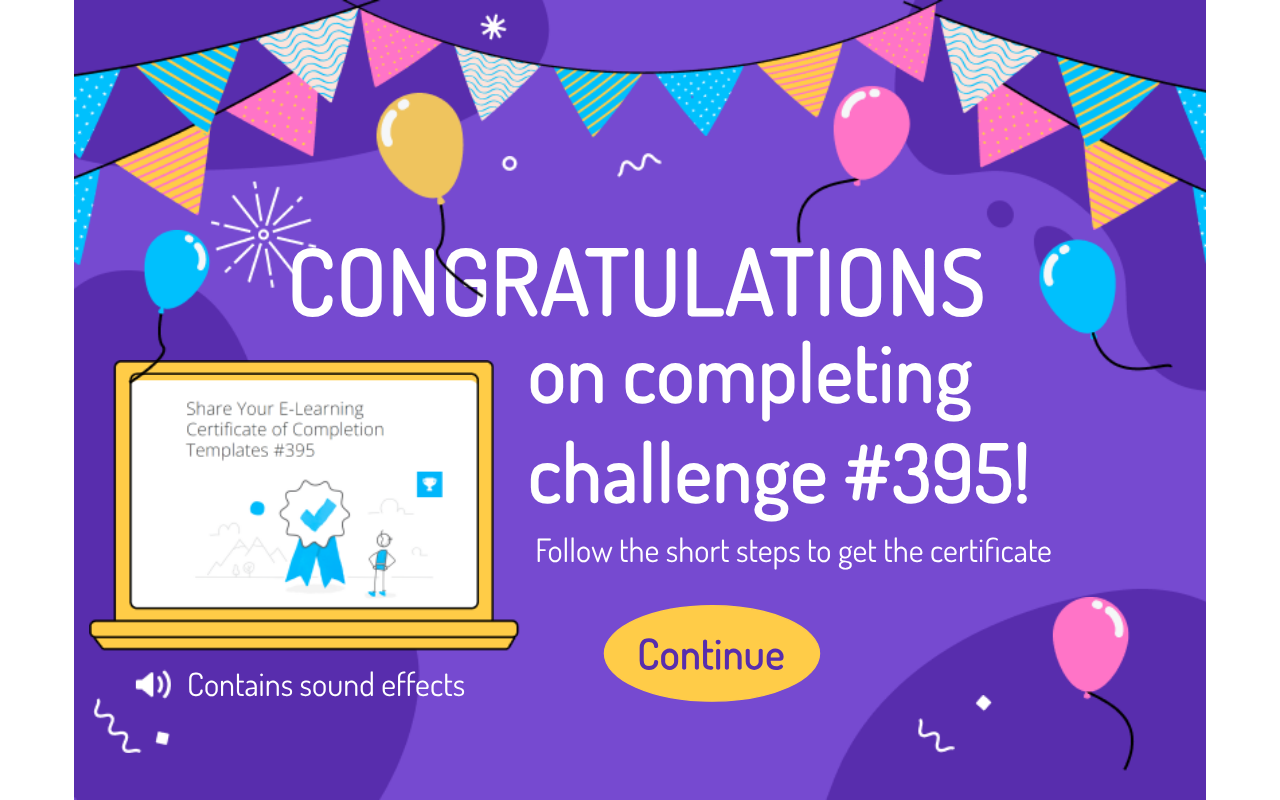 CONGRATULATIONS
on completing
challenge #395!
Share Your E-Learning
Certificate of Completion
Templates #395
Follow the short steps to get the certificate
Continue
Contains sound effects